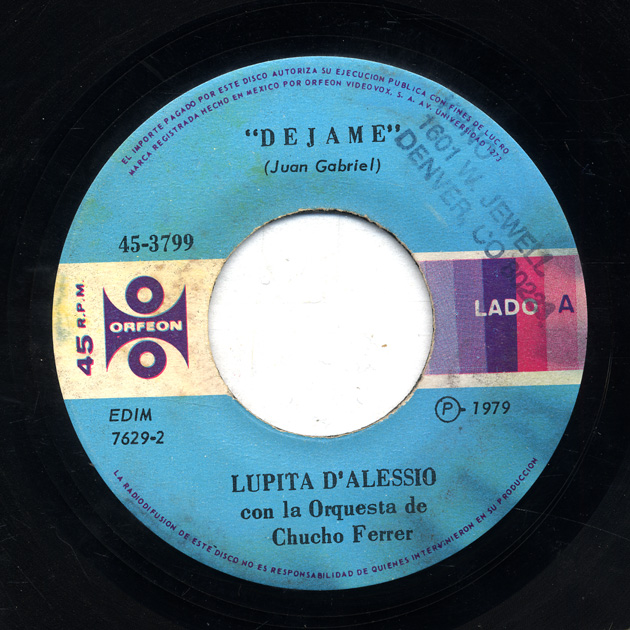 EL IMPORTE PAGADO POR ESTE DISCO AUTORIZA SU EJECUCION PUBLICA CON FINES DE LUCRO
MARCA REGISTRADA.HECHO EN MEXICO POR ORFEON VIDEOVOX, S. A. AV. UNIVERSIDAD 1273
"DEJAME"
(Juan Gabriel)
1601 W. JEWELL
DENVER, CO
45-3799
45 R.P.M.
ORFEON
LADO A
EDIM
7629-2
P - 1979
LUPITA D'ALESSIO
con la Orquesta de
Chucho Ferrer
LA RADIODIFUSION DE ESTE DISCO NO ES RESPONSABILIDAD DE QUIENES INTERVINIERON EN SU PRODUCCION